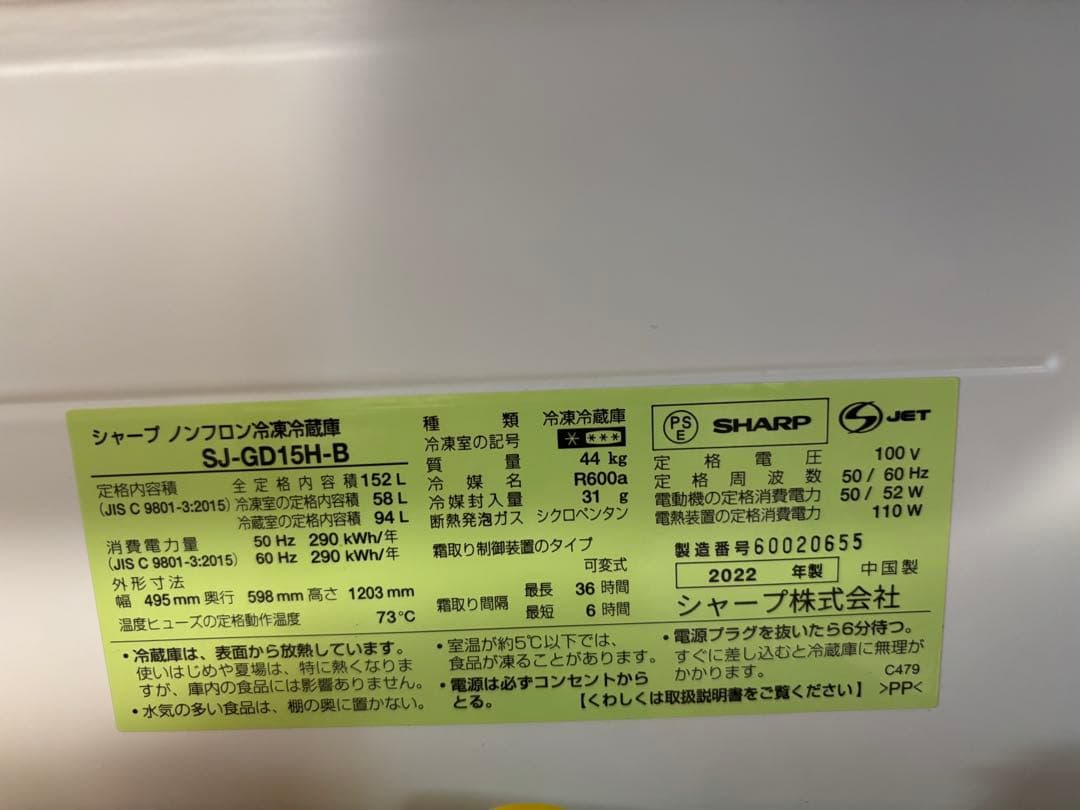 シャープ ノンフロン冷凍冷蔵庫
SJ-GD15H-B
定格内容積
(JIS C 9801-3:2015)
全定格内容積 152 L
冷凍室の定格内容積 58 L
冷蔵室の定格内容積 94 L
消費電力量
(JIS C 9801-3:2015)
50 Hz 290 kWh/年
60 Hz 290 kWh/年
外形寸法
幅 495 mm 奥行 598 mm 高さ 1203 mm
温度ヒューズの定格動作温度 73℃
種類 冷凍冷蔵庫
冷凍室の記号 * ***
質量 44 kg
冷媒名 R600a
冷媒封入量 31 g
断熱発泡ガス シクロペンタン
霜取り制御装置のタイプ
可変式
霜取り間隔
最長 36 時間
最短 6 時間
PS
E
SHARP
JET
定格電圧 100 V
定格周波数 50 / 60 Hz
電動機の定格消費電力 50 / 52 W
電熱装置の定格消費電力 110 W
製造番号 60020655
2022 年製
中国製
シャープ株式会社
・冷蔵庫は、表面から放熱しています。
使いはじめや夏場は、特に熱くなりま
すが、庫内の食品には影響ありません。
・水気の多い食品は、棚の奥に置かない。
・室温が約5℃以下では、
食品が凍ることがあります。
・電源は必ずコンセントから
とる。
・電源プラグを抜いたら6分待つ。
すぐに差し込むと冷蔵庫に無理が
かかります。
C479
【くわしくは取扱説明書をご覧ください】
>PP<